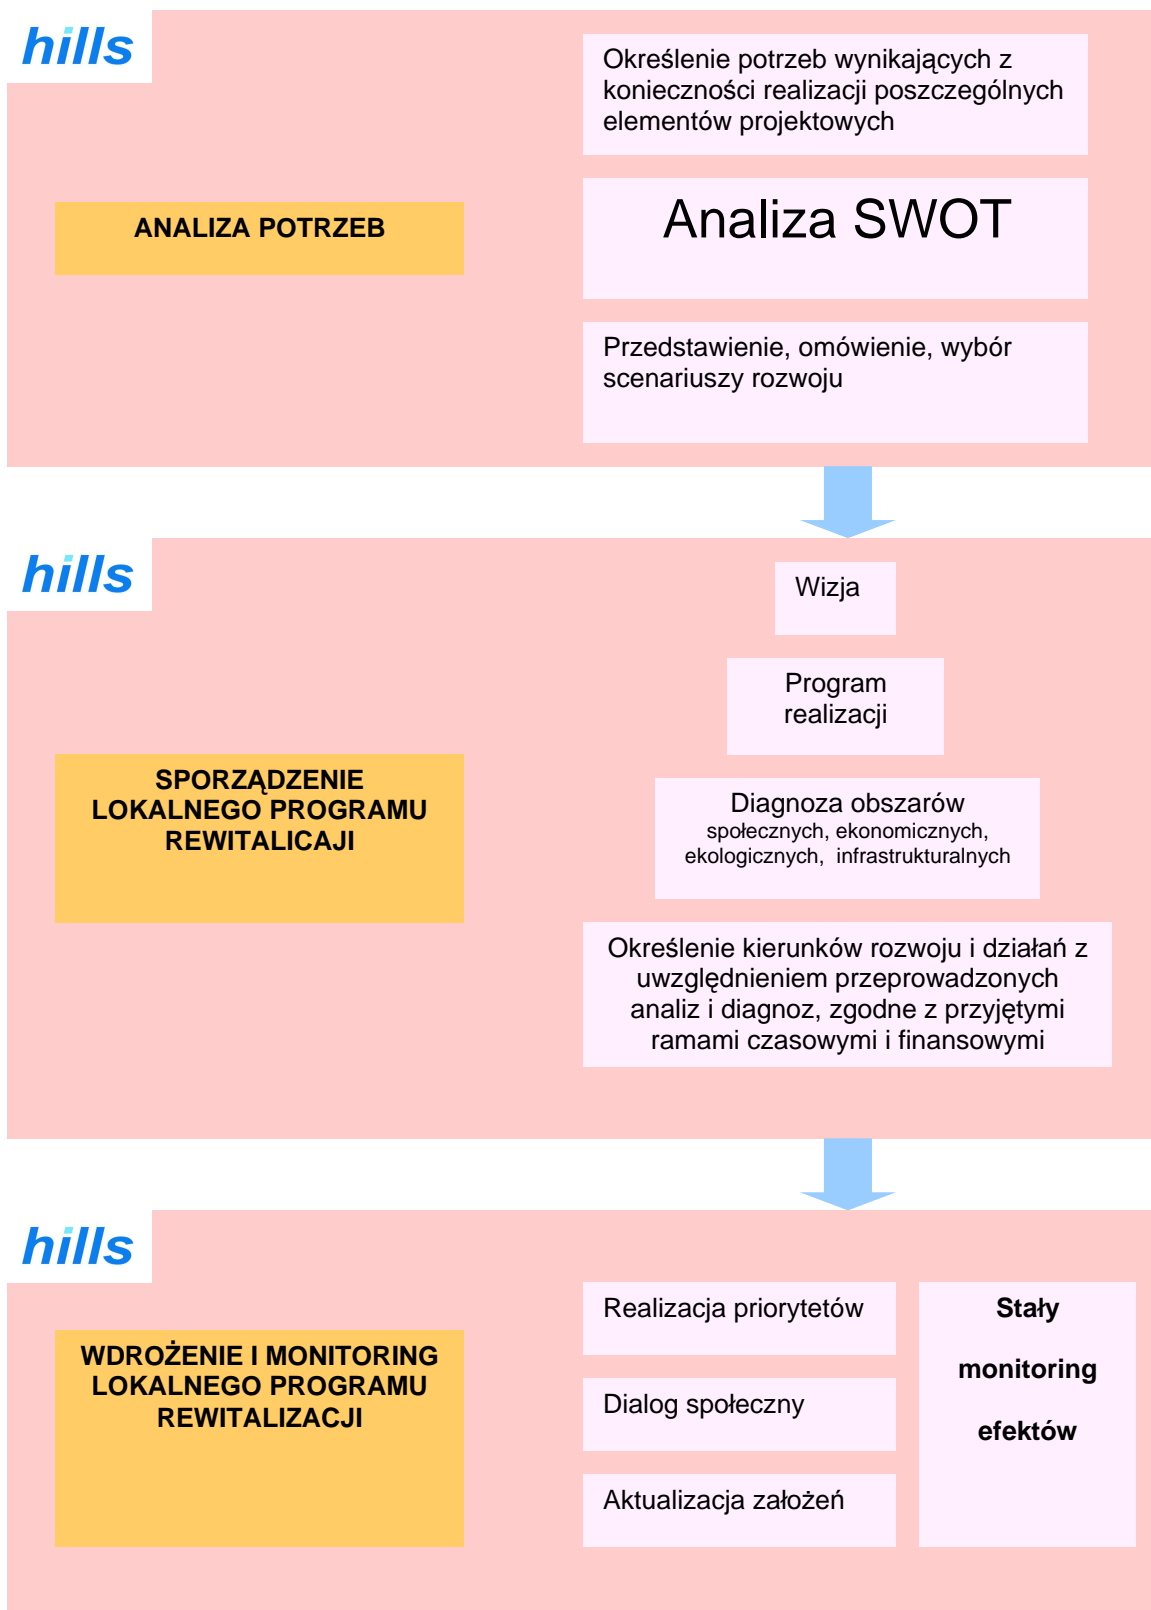 hills
Określenie potrzeb wynikających z
konieczności realizacji poszczególnych
elementów projektowych
ANALIZA POTRZEB
Analiza SWOT
Przedstawienie, omówienie, wybór
scenariuszy rozwoju
hills
Wizja
Program
realizacji
SPORZĄDZENIE
LOKALNEGO PROGRAMU
REWITALICAJI
Diagnoza obszarów
społecznych, ekonomicznych,
ekologicznych, infrastrukturalnych
Określenie kierunków rozwoju i działań z
uwzględnieniem przeprowadzonych
analiz i diagnoz, zgodne z przyjętymi
ramami czasowymi i finansowymi
hills
WDROŻENIE I MONITORING
LOKALNEGO PROGRAMU
REWITALIZACJI
Realizacja priorytetów
Dialog społeczny
Aktualizacja założeń
Stały
monitoring
efektów